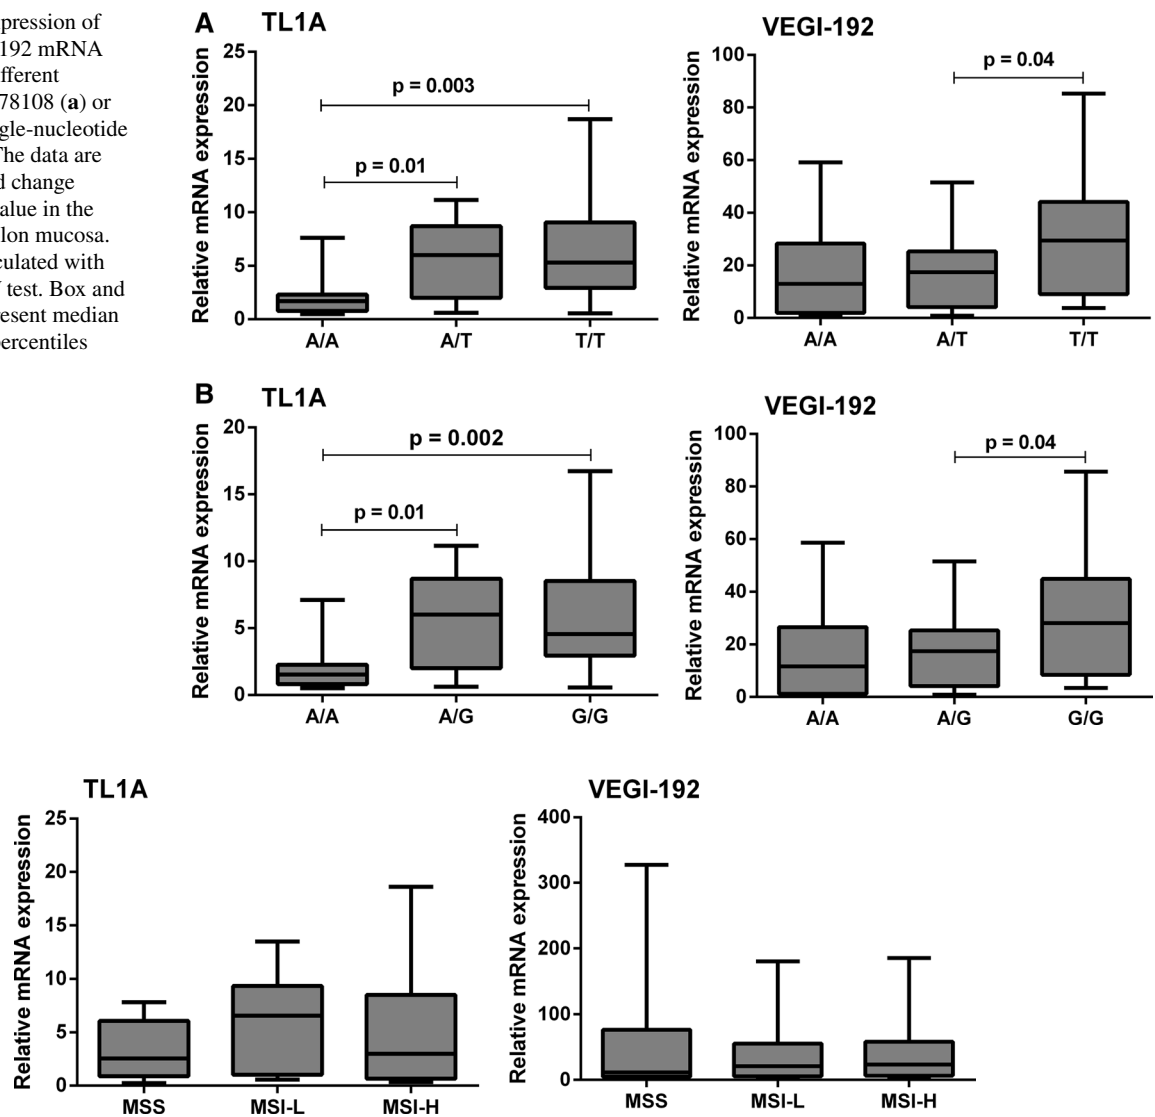 pression of
192 mRNA
fferent
78108 (a) or
gle-nucleotide
The data are
d change
alue in the
lon mucosa.
culated with
test. Box and
resent median
percentiles
A TL1A
Relative mRNA expression
25
20
15
10
5
0
p = 0.003
p = 0.01
A/A A/T T/T
VEGI-192
Relative mRNA expression
100
80
60
40
20
0
p = 0.04
A/A A/T T/T
B TL1A
Relative mRNA expression
20
15
10
5
0
p = 0.002
p = 0.01
A/A A/G G/G
VEGI-192
Relative mRNA expression
100
80
60
40
20
0
p = 0.04
A/A A/G G/G
TL1A
Relative mRNA expression
25
20
15
10
5
0
MSS MSI-L MSI-H
VEGI-192
Relative mRNA expression
400
300
200
100
0
MSS MSI-L MSI-H